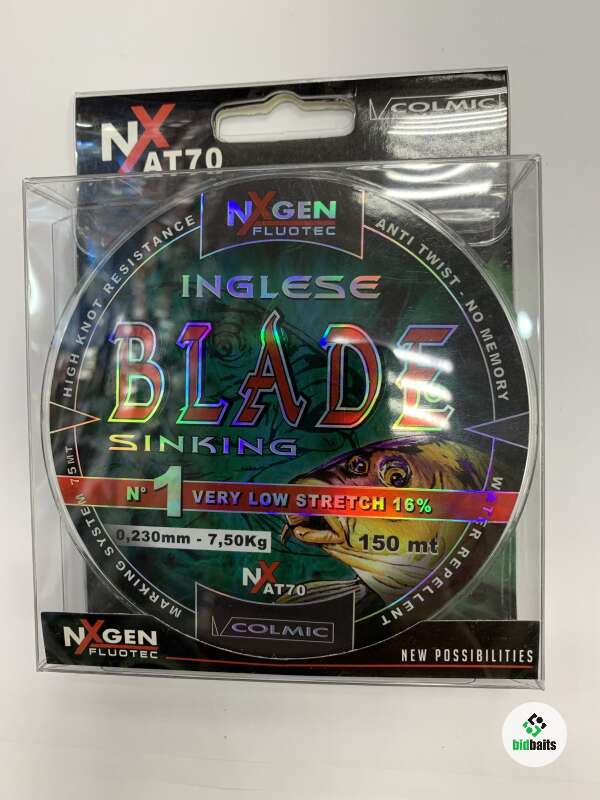 NX
AT70
COLMIC
NXGEN
FLUOTEC
HIGH KNOT RESISTANCE
ANTI TWIST - NO MEMORY
INGLESE
BLADE
SINKING
N° 1 VERY LOW STRETCH 16%
0,230mm - 7,50Kg
150 mt
MARKING SYSTEM 75MT
WATER REPELLENT
NX
AT70
COLMIC
NXGEN
FLUOTEC
NEW POSSIBILITIES
bidbaits